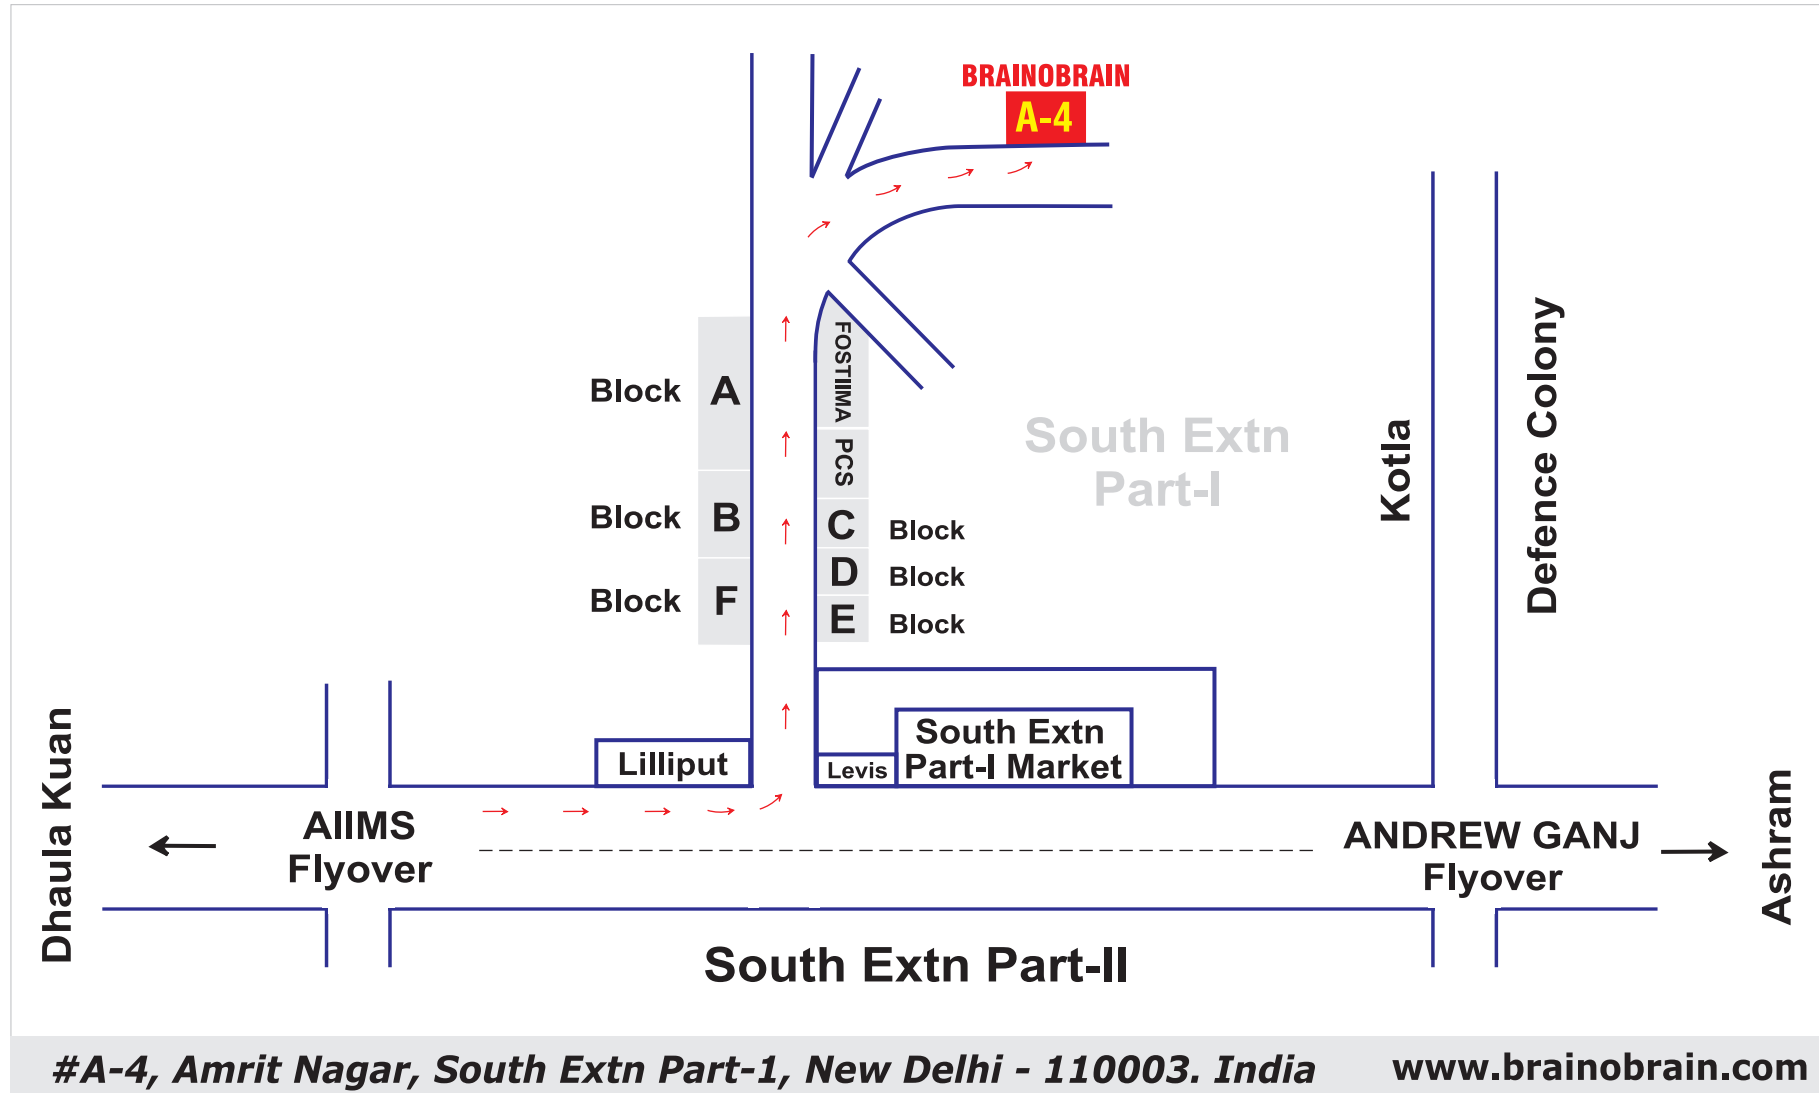 BRAINOBRAIN
A-4
FOSTIIMA
Block A
PCS
Block B
C Block
D Block
Block F
E Block
South Extn
Part-I
Kotla
Defence Colony
Lilliput
Levis
South Extn
Part-I Market
Dhaula Kuan
AIIMS
Flyover
ANDREW GANJ
Flyover
Ashram
South Extn Part-II
#A-4, Amrit Nagar, South Extn Part-1, New Delhi - 110003. India
www.brainobrain.com